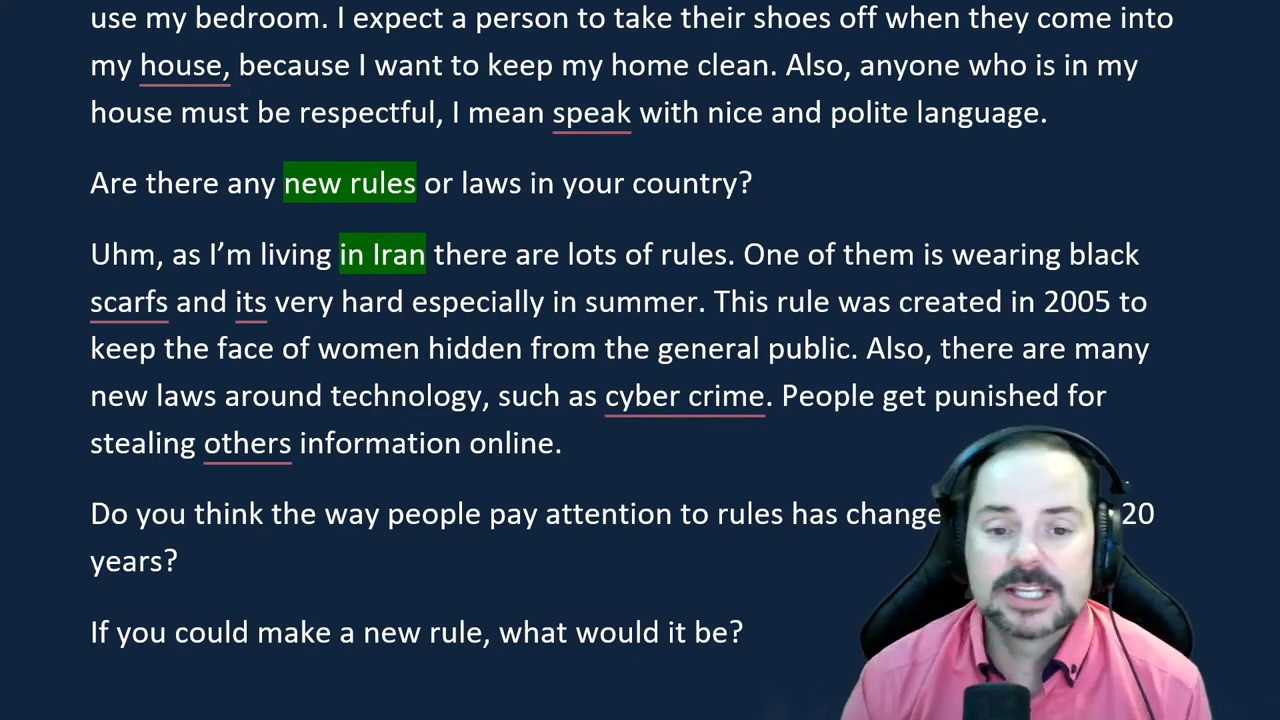 use my bedroom. I expect a person to take their shoes off when they come into
my house, because I want to keep my home clean. Also, anyone who is in my
house must be respectful, I mean speak with nice and polite language.
Are there any new rules or laws in your country?
Uhm, as I’m living in Iran there are lots of rules. One of them is wearing black
scarfs and its very hard especially in summer. This rule was created in 2005 to
keep the face of women hidden from the general public. Also, there are many
new laws around technology, such as cyber crime. People get punished for
stealing others information online.
Do you think the way people pay attention to rules has change 20
years?
If you could make a new rule, what would it be?